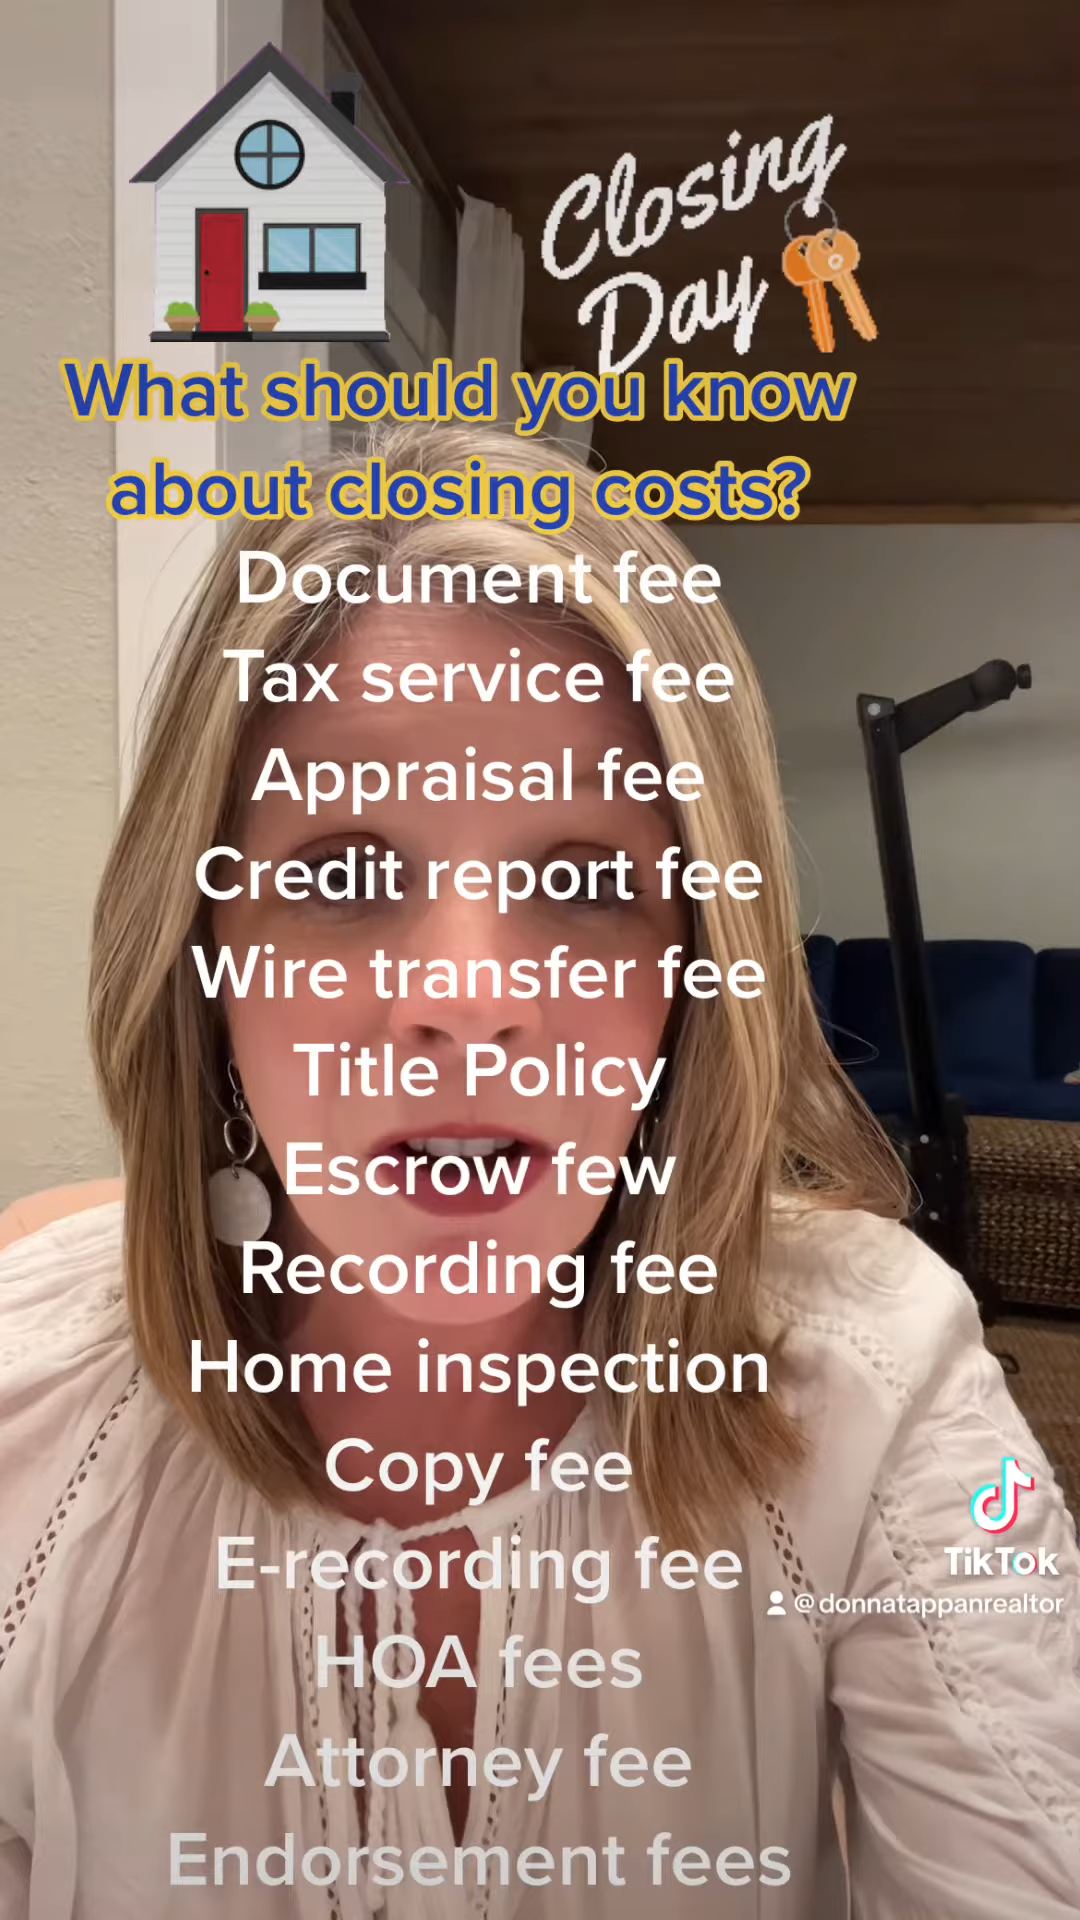 Closing
Day
What should you know
about closing costs?
Document fee
Tax service fee
Appraisal fee
Credit report fee
Wire transfer fee
Title Policy
Escrow few
Recording fee
Home inspection
Copy fee
E-recording fee
HOA fees
Attorney fee
Endorsement fees
TikTok
@donnatappanrealtor